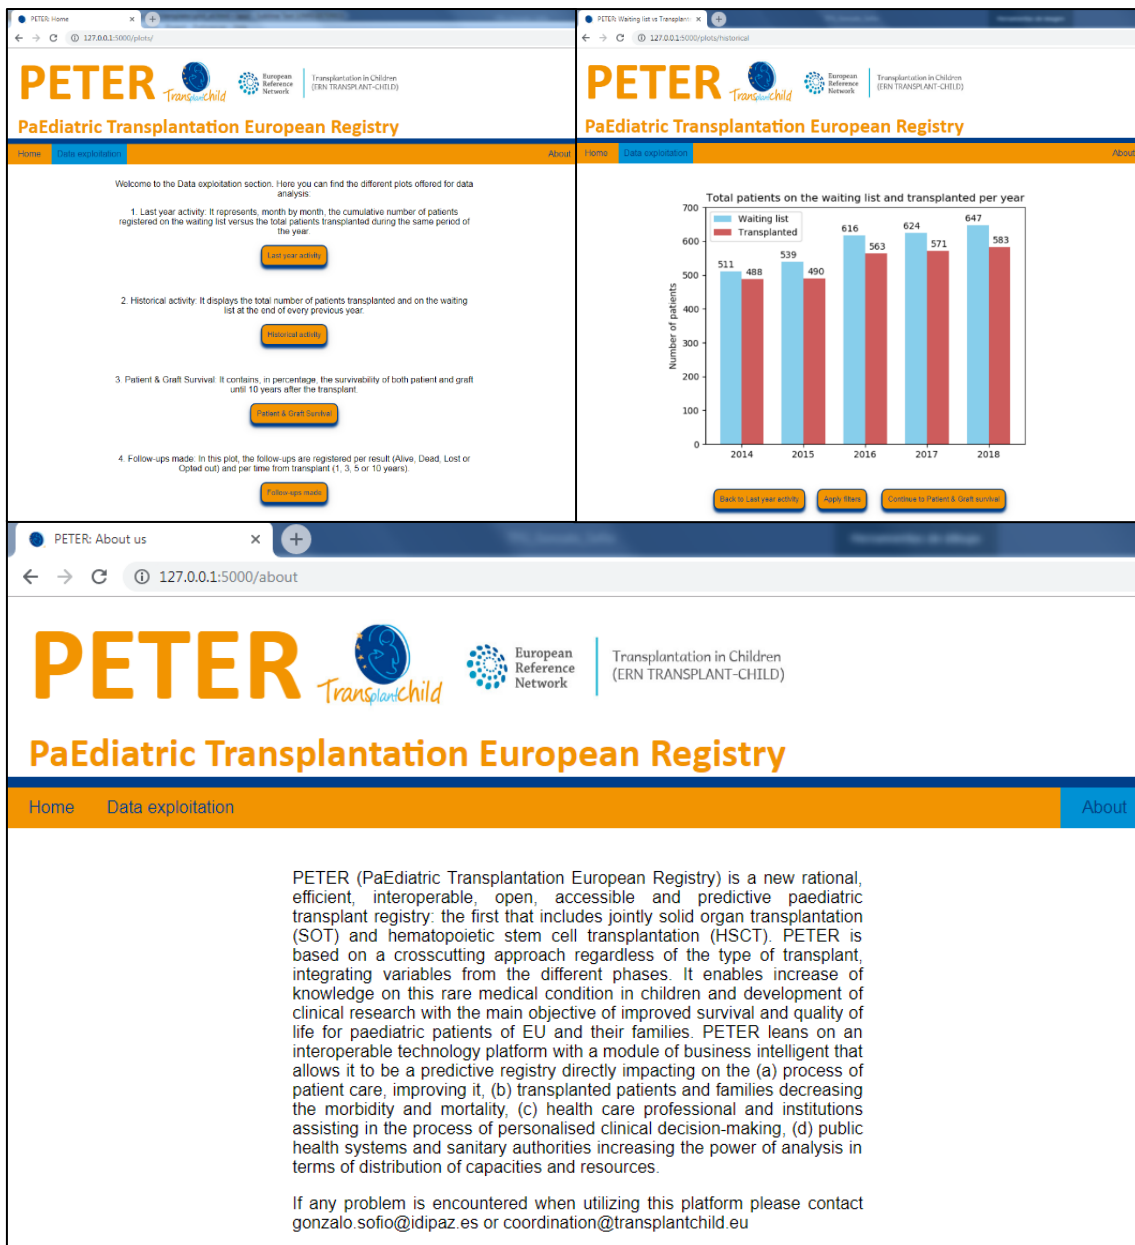 PETER: Home
127.0.0.1:5000/plots/
PETER
Transplantchild
European
Reference
Network
Transplantation in Children
(ERN TRANSPLANT-CHILD)
PaEdiatric Transplantation European Registry
Home Data exploitation About
Welcome to the Data exploitation section. Here you can find the different plots offered for data
analysis:
1. Last year activity: It represents, month by month, the cumulative number of patients
registered on the waiting list versus the total patients transplanted during the same period of
the year.
Last year activity
2. Historical activity: It displays the total number of patients transplanted and on the waiting
list at the end of every previous year.
Historical activity
3. Patient & Graft Survival: It contains, in percentage, the survivability of both patient and graft
until 10 years after the transplant.
Patient & Graft Survival
4. Follow-ups made: In this plot, the follow-ups are registered per result (Alive, Dead, Lost or
Opted out) and per time from transplant (1, 3, 5 or 10 years).
Follow-ups made
PETER: Waiting list vs Transplant
127.0.0.1:5000/plots/historical
PETER
Transplantchild
European
Reference
Network
Transplantation in Children
(ERN TRANSPLANT-CHILD)
PaEdiatric Transplantation European Registry
Home Data exploitation About
Total patients on the waiting list and transplanted per year
Number of patients
700
600
500
400
300
200
100
0
Waiting list
Transplanted
511 488 539 490 616 563 624 571 647 583
2014 2015 2016 2017 2018
Back to Last year activity Apply filters Continue to Patient & Graft survival
PETER: About us
127.0.0.1:5000/about
PETER
Transplantchild
European
Reference
Network
Transplantation in Children
(ERN TRANSPLANT-CHILD)
PaEdiatric Transplantation European Registry
Home Data exploitation About
PETER (PaEdiatric Transplantation European Registry) is a new rational,
efficient, interoperable, open, accessible and predictive paediatric
transplant registry: the first that includes jointly solid organ transplantation
(SOT) and hematopoietic stem cell transplantation (HSCT). PETER is
based on a crosscutting approach regardless of the type of transplant,
integrating variables from the different phases. It enables increase of
knowledge on this rare medical condition in children and development of
clinical research with the main objective of improved survival and quality of
life for paediatric patients of EU and their families. PETER leans on an
interoperable technology platform with a module of business intelligent that
allows it to be a predictive registry directly impacting on the (a) process of
patient care, improving it, (b) transplanted patients and families decreasing
the morbidity and mortality, (c) health care professional and institutions
assisting in the process of personalised clinical decision-making, (d) public
health systems and sanitary authorities increasing the power of analysis in
terms of distribution of capacities and resources.
If any problem is encountered when utilizing this platform please contact
gonzalo.sofio@idipaz.es or coordination@transplantchild.eu